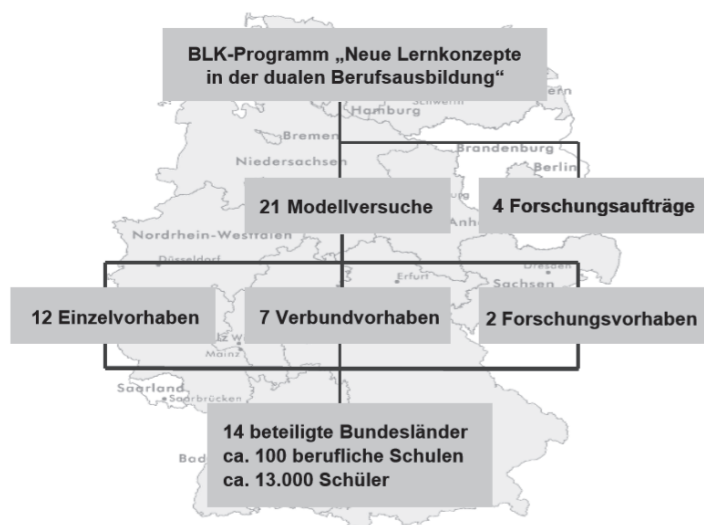 BLK-Programm „Neue Lernkonzepte
in der dualen Berufsausbildung“
Schwerin
Hamburg
Bremen
Brandenburg
Berlin
Niedersachsen
21 Modellversuche
4 Forschungsaufträge
Nordrhein-Westfalen
Düsseldorf
Erfurt
Dresden
Sachsen
12 Einzelvorhaben
7 Verbundvorhaben
2 Forschungsvorhaben
Mainz
Saarland
Saarbrücken
14 beteiligte Bundesländer
ca. 100 berufliche Schulen
ca. 13.000 Schüler